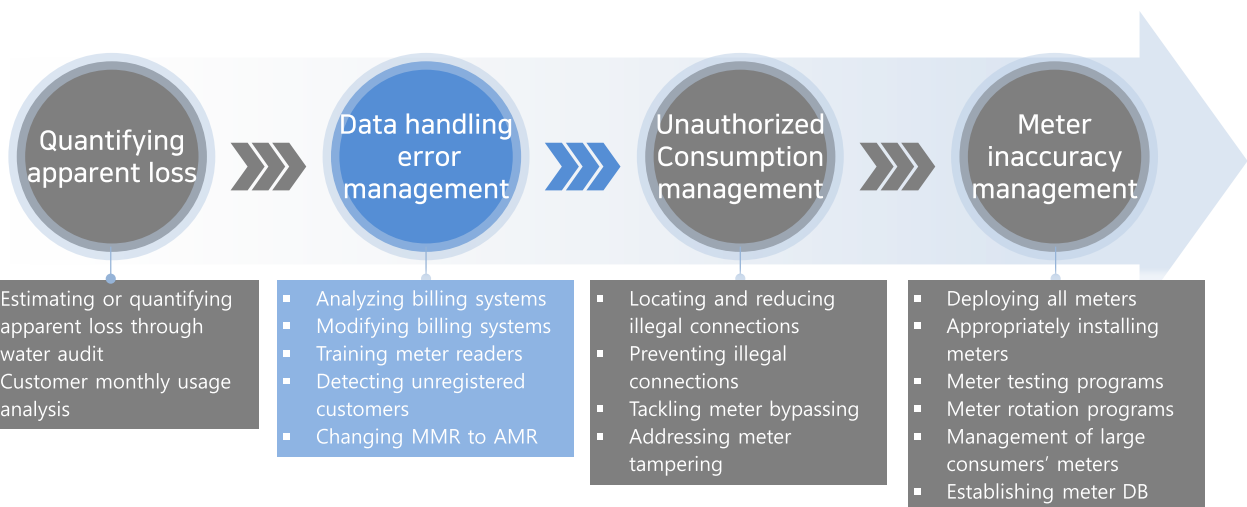 Quantifying
apparent loss
Data handling
error
management
Unauthorized
Consumption
management
Meter
inaccuracy
management
Estimating or quantifying
apparent loss through
water audit
Customer monthly usage
analysis
▪ Analyzing billing systems
▪ Modifying billing systems
▪ Training meter readers
▪ Detecting unregistered
customers
▪ Changing MMR to AMR
▪ Locating and reducing
illegal connections
▪ Preventing illegal
connections
▪ Tackling meter bypassing
▪ Addressing meter
tampering
▪ Deploying all meters
▪ Appropriately installing
meters
▪ Meter testing programs
▪ Meter rotation programs
▪ Management of large
consumers’ meters
▪ Establishing meter DB